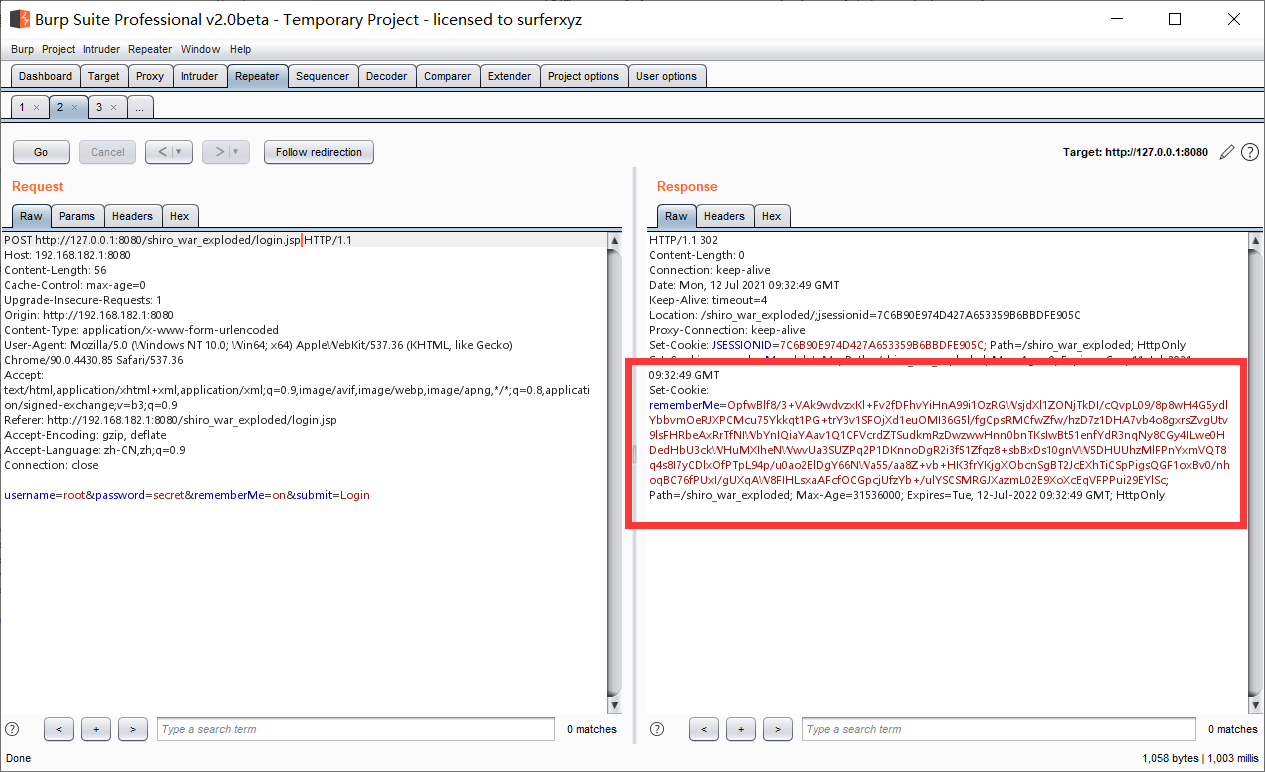 Burp Suite Professional v2.0beta - Temporary Project - licensed to surferxyz
Burp Project Intruder Repeater Window Help
Dashboard Target Proxy Intruder Repeater Sequencer Decoder Comparer Extender Project options User options
1 × 2 × 3 × ...
Go Cancel < > Follow redirection Target: http://127.0.0.1:8080 ?
Request
Raw Params Headers Hex
POST http://127.0.0.1:8080/shiro_war_exploded/login.jsp HTTP/1.1
Host: 192.168.182.1:8080
Content-Length: 56
Cache-Control: max-age=0
Upgrade-Insecure-Requests: 1
Origin: http://192.168.182.1:8080
Content-Type: application/x-www-form-urlencoded
User-Agent: Mozilla/5.0 (Windows NT 10.0; Win64; x64) AppleWebKit/537.36 (KHTML, like Gecko)
Chrome/90.0.4430.85 Safari/537.36
Accept:
text/html,application/xhtml+xml,application/xml;q=0.9,image/avif,image/webp,image/apng,*/*;q=0.8,applicati
on/signed-exchange;v=b3;q=0.9
Referer: http://192.168.182.1:8080/shiro_war_exploded/login.jsp
Accept-Encoding: gzip, deflate
Accept-Language: zh-CN,zh;q=0.9
Connection: close
username=root&password=secret&rememberMe=on&submit=Login
? < + > Type a search term 0 matches
Response
Raw Headers Hex
HTTP/1.1 302
Content-Length: 0
Connection: keep-alive
Date: Mon, 12 Jul 2021 09:32:49 GMT
Keep-Alive: timeout=4
Location: /shiro_war_exploded/;jsessionid=7C6B90E974D427A653359B6BBDFE905C
Proxy-Connection: keep-alive
Set-Cookie: JSESSIONID=7C6B90E974D427A653359B6BBDFE905C; Path=/shiro_war_exploded; HttpOnly
09:32:49 GMT
Set-Cookie:
rememberMe=OpfwBlf8/3+VAk9wdvzxKl+Fv2fDFhvYiHnA99i1OzRGWsjdXl1ZONjTkDI/cQvpL09/8p8wH4G5ydl
YbbvmOeRJXPCMcu75Ykkqt1PG+trY3v1SFOjXd1euOMI36G5l/fgCpsRMCfwZfw/hzD7z1DHA7vb4o8gxrsZvgUtv
9lsFHRbeAxRrTfNIWbYnIQiaYAav1Q1CFVcrdZTSudkmRzDwzwwHnn0bnTKsIwBt51enfYdR3nqNy8CGy4ILwe0H
DedHbU3ckWHuMXIheNWwvUa3SUZPq2P1DKnnoDgR2i3f51Zfqz8+sbBxDs10gnVW5DHUUhzMlFPnYxmVQT8
q4s8I7yCDlxOfPTpL94p/u0ao2ElDgY66NWa55/aa8Z+vb+HK3frYKjgXObcnSgBT2JcEXhTiCSpPigsQGF1oxBv0/nh
oqBC76fPUxI/gUXqAW8FIHLsxaAFcfOCGpcjUfzYb+/ulYSCSMRGJXazmL02E9XoXcEqVFPPui29EYlSc;
Path=/shiro_war_exploded; Max-Age=31536000; Expires=Tue, 12-Jul-2022 09:32:49 GMT; HttpOnly
? < + > Type a search term 0 matches
Done 1,058 bytes | 1,003 millis